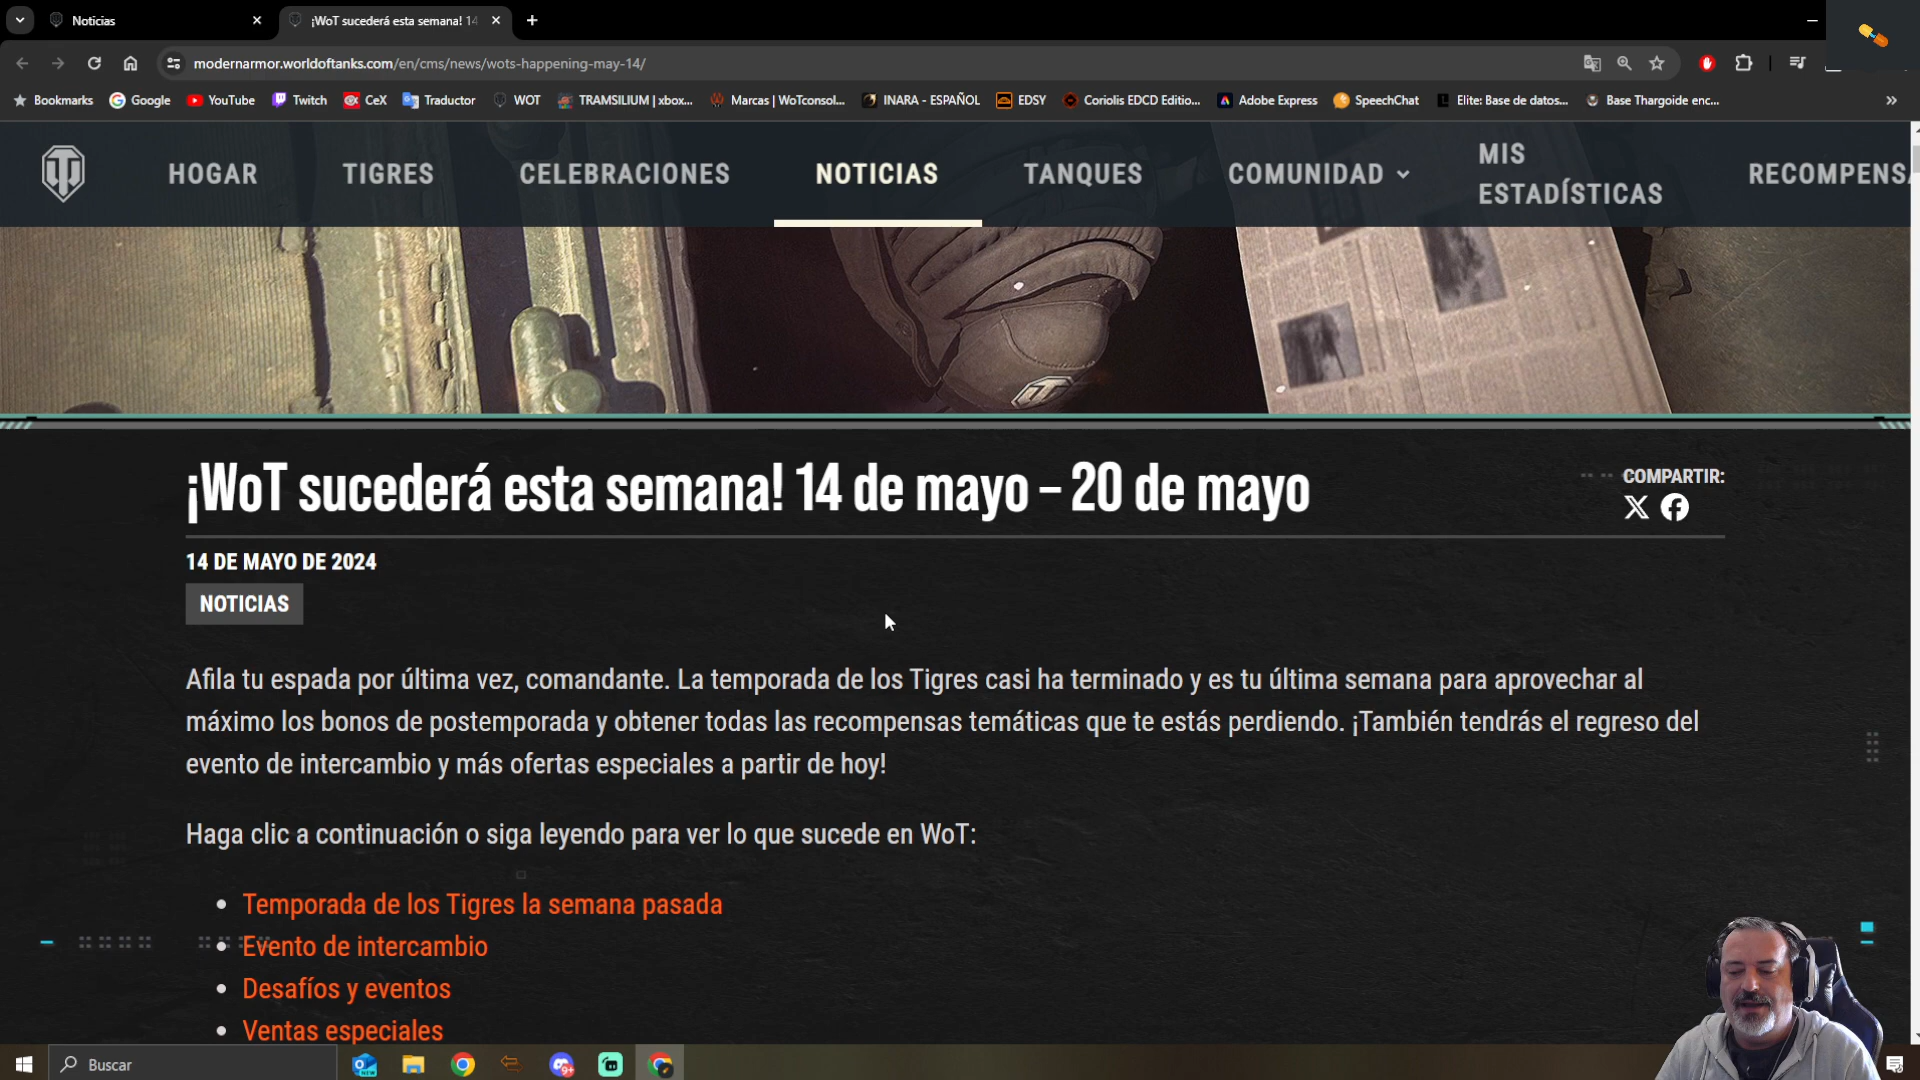 Noticias
¡WoT sucederá esta semana! 14
modernarmor.worldoftanks.com/en/cms/news/wots-happening-may-14/
Bookmarks
Google
YouTube
Twitch
CeX
Traductor
WOT
TRAMSILIUM | xbox...
Marcas | WoTconsol...
INARA - ESPAÑOL
EDSY
Coriolis EDCD Editio...
Adobe Express
SpeechChat
Elite: Base de datos...
Base Thargoide enc...
HOGAR
TIGRES
CELEBRACIONES
NOTICIAS
TANQUES
COMUNIDAD
MIS
ESTADÍSTICAS
RECOMPENSA
¡WoT sucederá esta semana! 14 de mayo – 20 de mayo
COMPARTIR:
14 DE MAYO DE 2024
NOTICIAS
Afila tu espada por última vez, comandante. La temporada de los Tigres casi ha terminado y es tu última semana para aprovechar al
máximo los bonos de postemporada y obtener todas las recompensas temáticas que te estás perdiendo. ¡También tendrás el regreso del
evento de intercambio y más ofertas especiales a partir de hoy!
Haga clic a continuación o siga leyendo para ver lo que sucede en WoT:
Temporada de los Tigres la semana pasada
Evento de intercambio
Desafíos y eventos
Ventas especiales
Buscar
NEW
9+